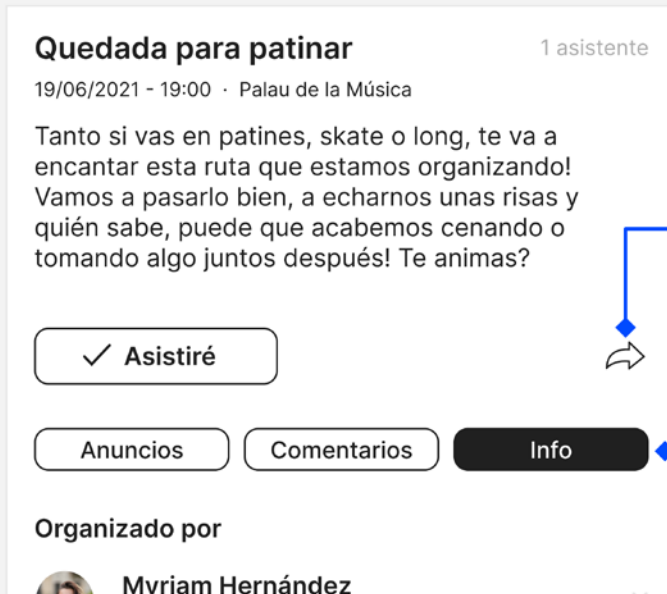 Quedada para patinar
1 asistente
19/06/2021 - 19:00 · Palau de la Música
Tanto si vas en patines, skate o long, te va a
encantar esta ruta que estamos organizando!
Vamos a pasarlo bien, a echarnos unas risas y
quién sabe, puede que acabemos cenando o
tomando algo juntos después! Te animas?
Asistiré
Anuncios
Comentarios
Info
Organizado por
Myriam Hernández